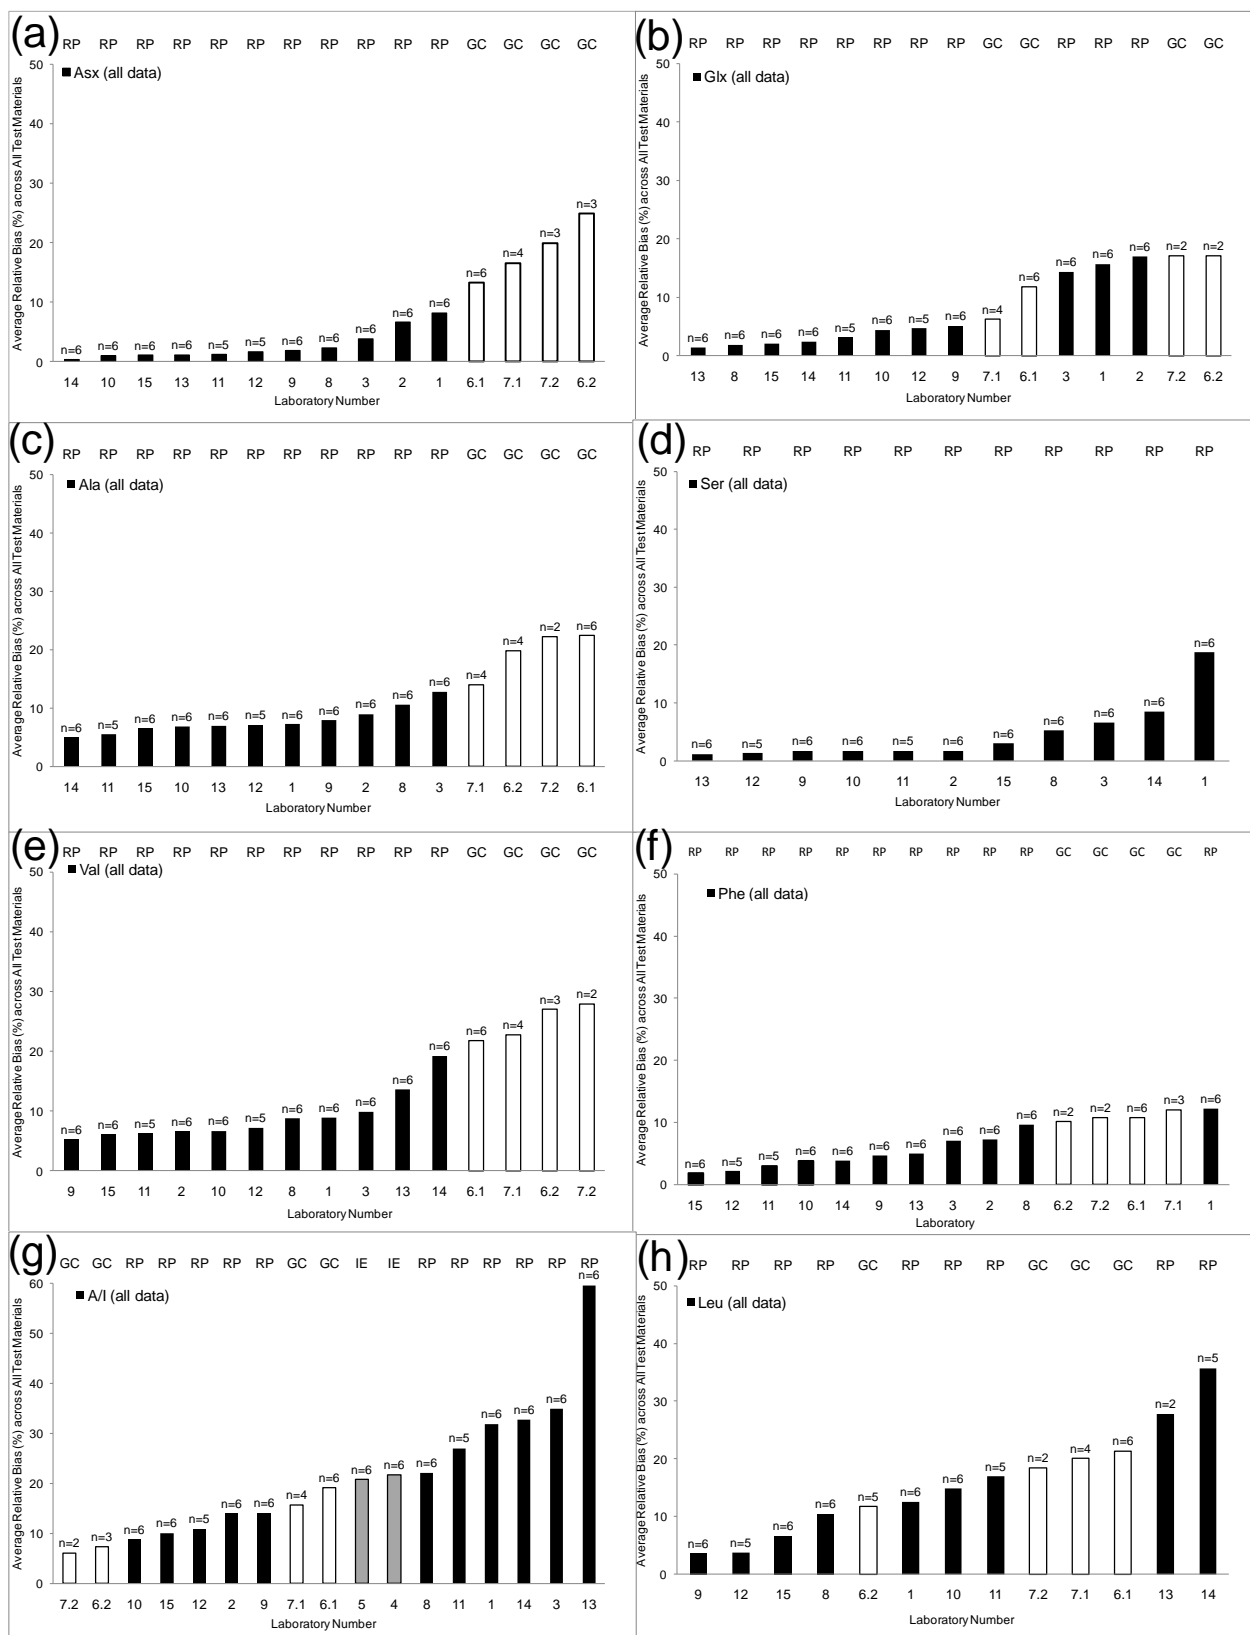 (a)
RP RP RP RP RP RP RP RP RP RP RP GC GC GC GC
Asx (all data)
Average Relative Bias (%) across All Test Materials
50
40
30
20
10
0
n=6 n=6 n=6 n=6 n=5 n=5 n=6 n=6 n=6 n=6 n=6 n=6 n=4 n=3 n=3
14 10 15 13 11 12 9 8 3 2 1 6.1 7.1 7.2 6.2
Laboratory Number
(b)
RP RP RP RP RP RP RP RP GC GC RP RP RP GC GC
Glx (all data)
Average Relative Bias (%) across All Test Materials
50
40
30
20
10
0
n=6 n=6 n=6 n=6 n=5 n=6 n=5 n=6 n=4 n=6 n=6 n=6 n=6 n=2 n=2
13 8 15 14 11 10 12 9 7.1 6.1 3 1 2 7.2 6.2
Laboratory Number
(c)
RP RP RP RP RP RP RP RP RP RP RP GC GC GC GC
Ala (all data)
Average Relative Bias (%) across All Test Materials
50
40
30
20
10
0
n=6 n=5 n=6 n=6 n=6 n=5 n=6 n=6 n=6 n=6 n=6 n=4 n=4 n=2 n=6
14 11 15 10 13 12 1 9 2 8 3 7.1 6.2 7.2 6.1
Laboratory Number
(d)
RP RP RP RP RP RP RP RP RP RP RP
Ser (all data)
Average Relative Bias (%) across All Test Materials
50
40
30
20
10
0
n=6 n=5 n=6 n=6 n=5 n=6 n=6 n=6 n=6 n=6 n=6
13 12 9 10 11 2 15 8 3 14 1
Laboratory Number
(e)
RP RP RP RP RP RP RP RP RP RP RP GC GC GC GC
Val (all data)
Average Relative Bias (%) across All Test Materials
50
40
30
20
10
0
n=6 n=6 n=5 n=6 n=6 n=5 n=6 n=6 n=6 n=6 n=6 n=6 n=4 n=3 n=2
9 15 11 2 10 12 8 1 3 13 14 6.1 7.1 6.2 7.2
Laboratory Number
(f)
RP RP RP RP RP RP RP RP RP RP GC GC GC GC RP
Phe (all data)
Average Relative Bias (%) across All Test Materials
50
40
30
20
10
0
n=6 n=5 n=5 n=6 n=6 n=6 n=6 n=6 n=6 n=6 n=2 n=2 n=6 n=3 n=6
15 12 11 10 14 9 13 3 2 8 6.2 7.2 6.1 7.1 1
Laboratory
(g)
GC GC RP RP RP RP RP GC GC IE IE RP RP RP RP RP RP
A/I (all data)
Average Relative Bias (%) across All Test Materials
60
50
40
30
20
10
0
n=2 n=3 n=6 n=6 n=5 n=6 n=6 n=4 n=6 n=6 n=6 n=6 n=5 n=6 n=6 n=6 n=6
7.2 6.2 10 15 12 2 9 7.1 6.1 5 4 8 11 1 14 3 13
Laboratory Number
(h)
RP RP RP RP GC RP RP RP GC GC GC RP RP
Leu (all data)
Average Relative Bias (%) across All Test Materials
50
40
30
20
10
0
n=6 n=5 n=6 n=6 n=5 n=6 n=6 n=5 n=2 n=4 n=6 n=2 n=5
9 12 15 8 6.2 1 10 11 7.2 7.1 6.1 13 14
Laboratory Number